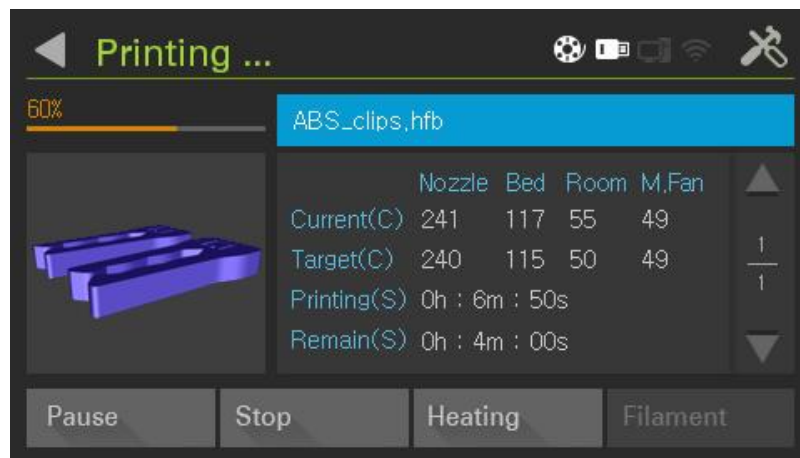 Printing ...
60%
ABS_clips.hfb
Nozzle Bed Room M.Fan
Current(C) 241 117 55 49
Target(C) 240 115 50 49
Printing(S) 0h : 6m : 50s
Remain(S) 0h : 4m : 00s
1
1
Pause Stop Heating Filament